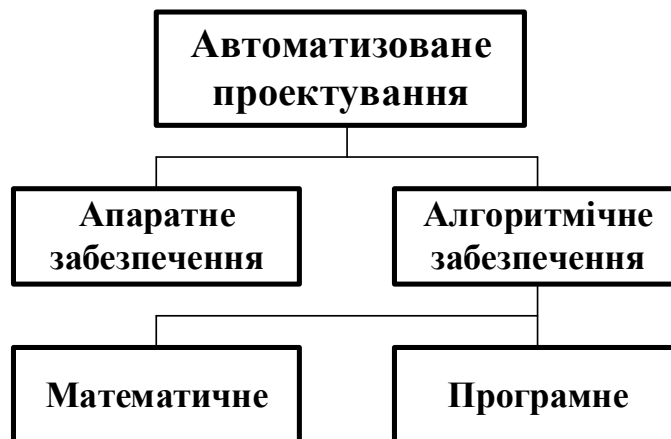 Автоматизоване
проектування
Апаратне
забезпечення
Алгоритмічне
забезпечення
Математичне
Програмне